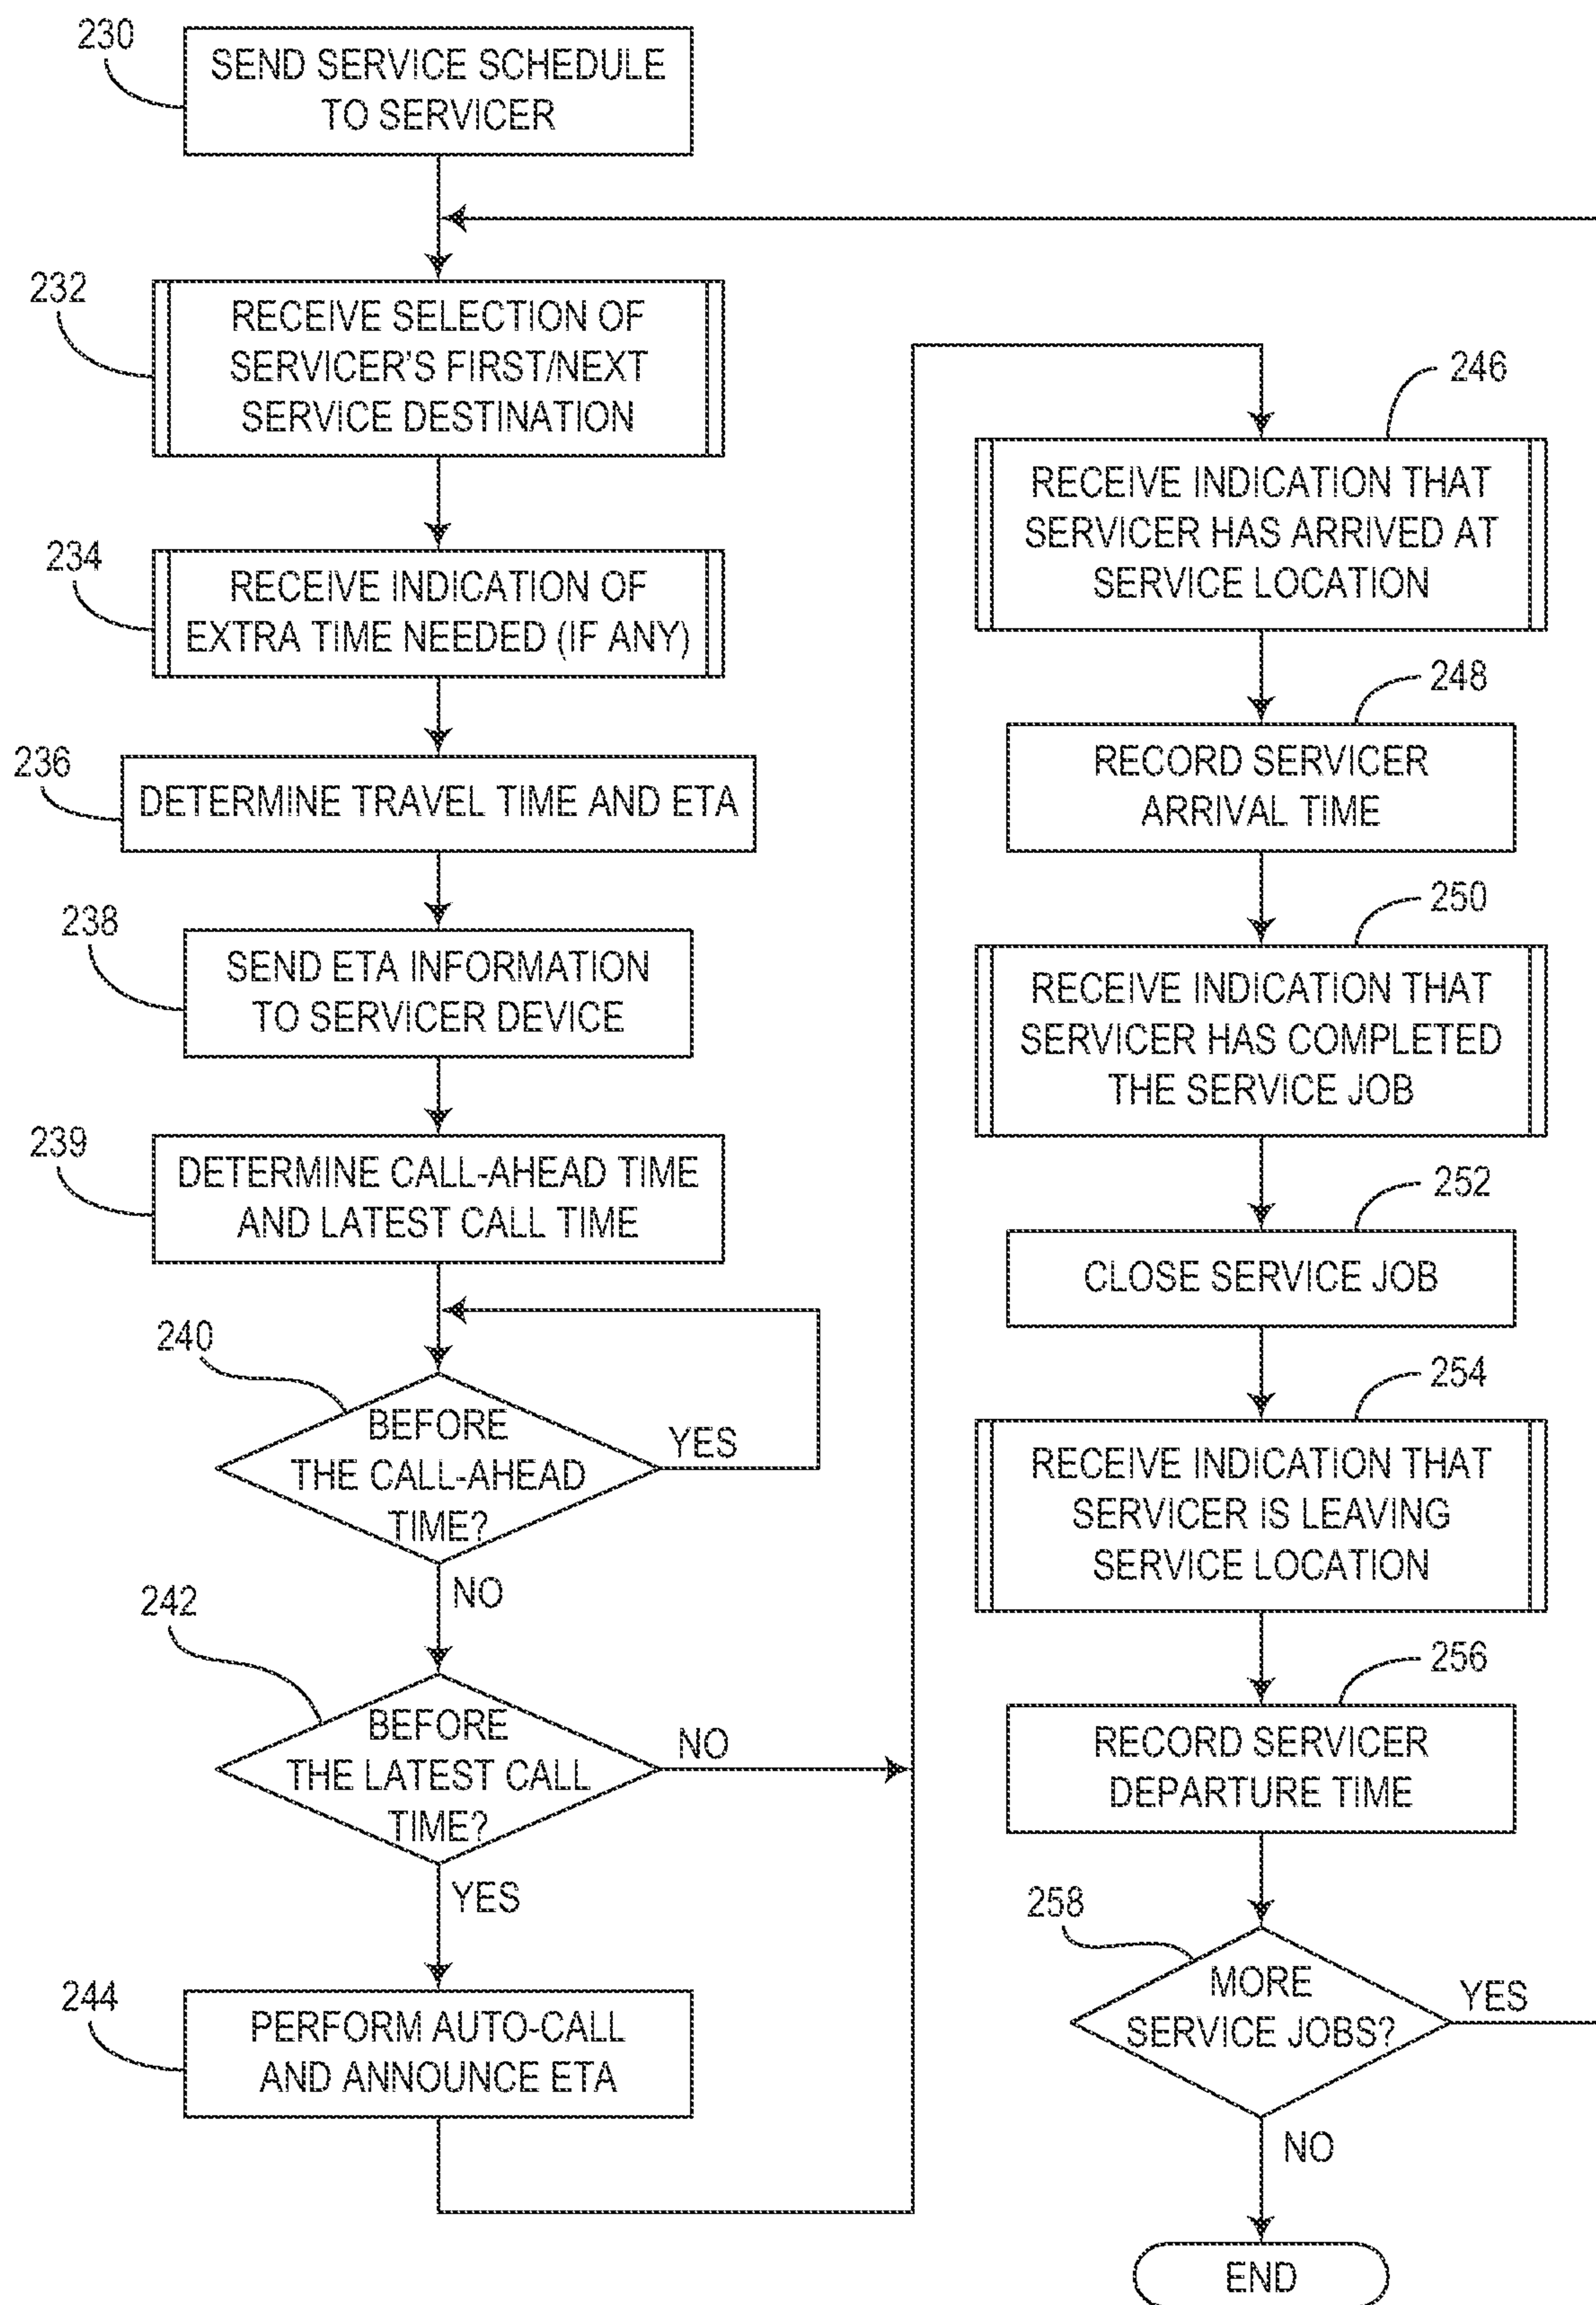 230
SEND SERVICE SCHEDULE
TO SERVICER
232
RECEIVE SELECTION OF
SERVICER'S FIRST/NEXT
SERVICE DESTINATION
234
RECEIVE INDICATION OF
EXTRA TIME NEEDED (IF ANY)
236
DETERMINE TRAVEL TIME AND ETA
238
SEND ETA INFORMATION
TO SERVICER DEVICE
239
DETERMINE CALL-AHEAD TIME
AND LATEST CALL TIME
240
BEFORE
THE CALL-AHEAD
TIME?
YES
NO
242
BEFORE
THE LATEST CALL
TIME?
NO
YES
244
PERFORM AUTO-CALL
AND ANNOUNCE ETA
246
RECEIVE INDICATION THAT
SERVICER HAS ARRIVED AT
SERVICE LOCATION
248
RECORD SERVICER
ARRIVAL TIME
250
RECEIVE INDICATION THAT
SERVICER HAS COMPLETED
THE SERVICE JOB
252
CLOSE SERVICE JOB
254
RECEIVE INDICATION THAT
SERVICER IS LEAVING
SERVICE LOCATION
256
RECORD SERVICER
DEPARTURE TIME
258
MORE
SERVICE JOBS?
YES
NO
END